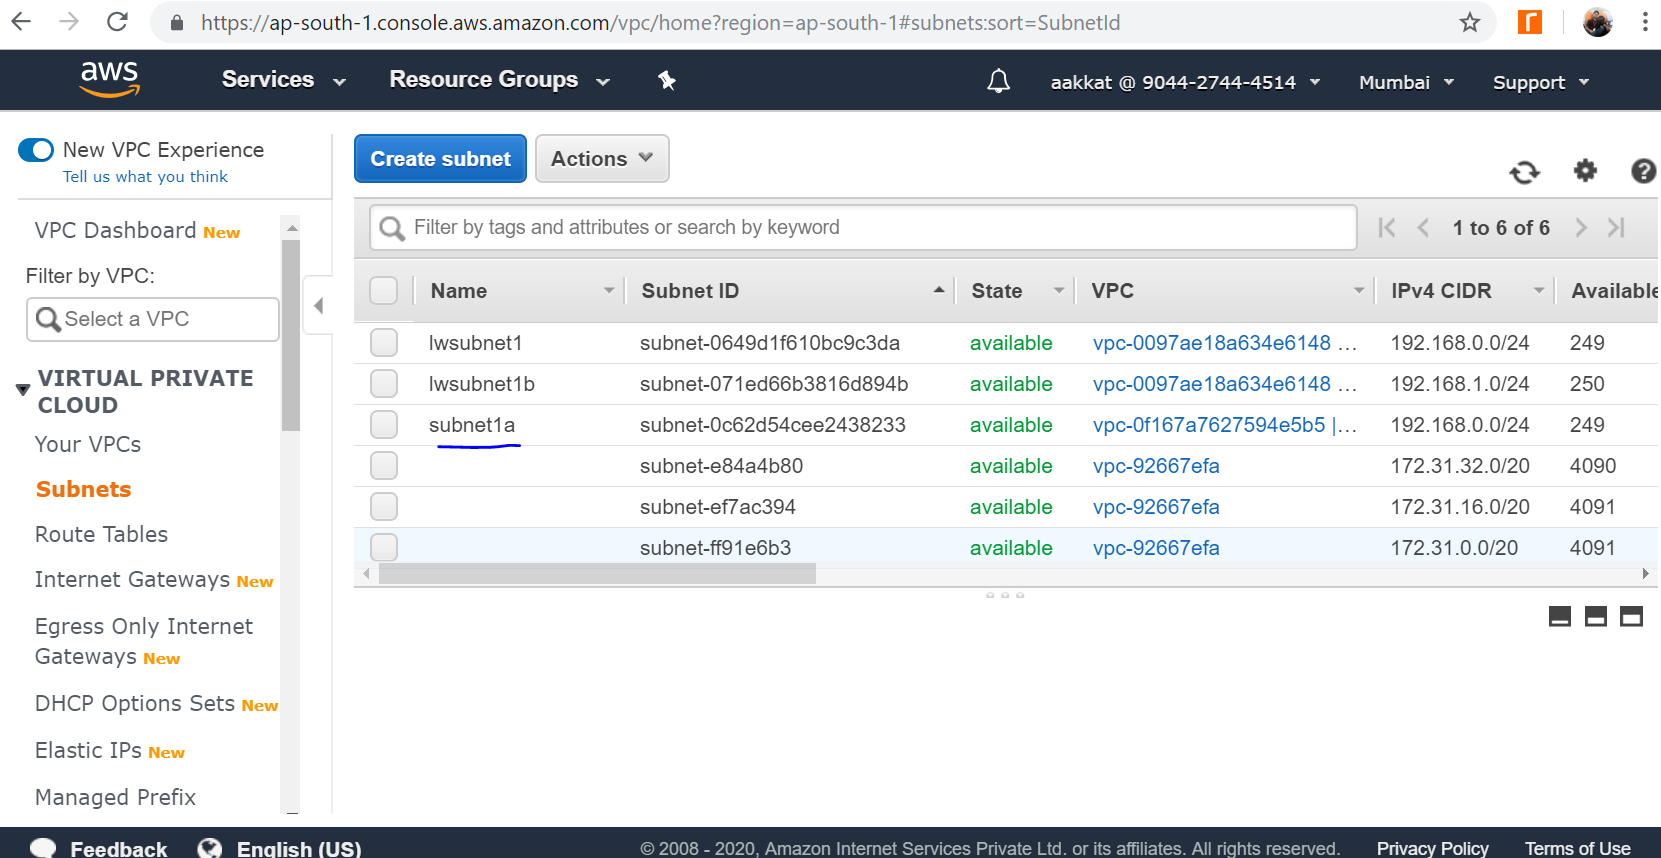 https://ap-south-1.console.aws.amazon.com/vpc/home?region=ap-south-1#subnets:sort=SubnetId
aws Services Resource Groups aakkat @ 9044-2744-4514 Mumbai Support
New VPC Experience
Tell us what you think
Create subnet Actions
VPC Dashboard New
Filter by VPC:
Select a VPC
VIRTUAL PRIVATE
CLOUD
Your VPCs
Subnets
Route Tables
Internet Gateways New
Egress Only Internet
Gateways New
DHCP Options Sets New
Elastic IPs New
Managed Prefix
Filter by tags and attributes or search by keyword 1 to 6 of 6
Name Subnet ID State VPC IPv4 CIDR Available
lwsubnet1 subnet-0649d1f610bc9c3da available vpc-0097ae18a634e6148 ... 192.168.0.0/24 249
lwsubnet1b subnet-071ed66b3816d894b available vpc-0097ae18a634e6148 ... 192.168.1.0/24 250
subnet1a subnet-0c62d54cee2438233 available vpc-0f167a7627594e5b5 |... 192.168.0.0/24 249
subnet-e84a4b80 available vpc-92667efa 172.31.32.0/20 4090
subnet-ef7ac394 available vpc-92667efa 172.31.16.0/20 4091
subnet-ff91e6b3 available vpc-92667efa 172.31.0.0/20 4091
Feedback English (US) © 2008 - 2020, Amazon Internet Services Private Ltd. or its affiliates. All rights reserved. Privacy Policy Terms of Use